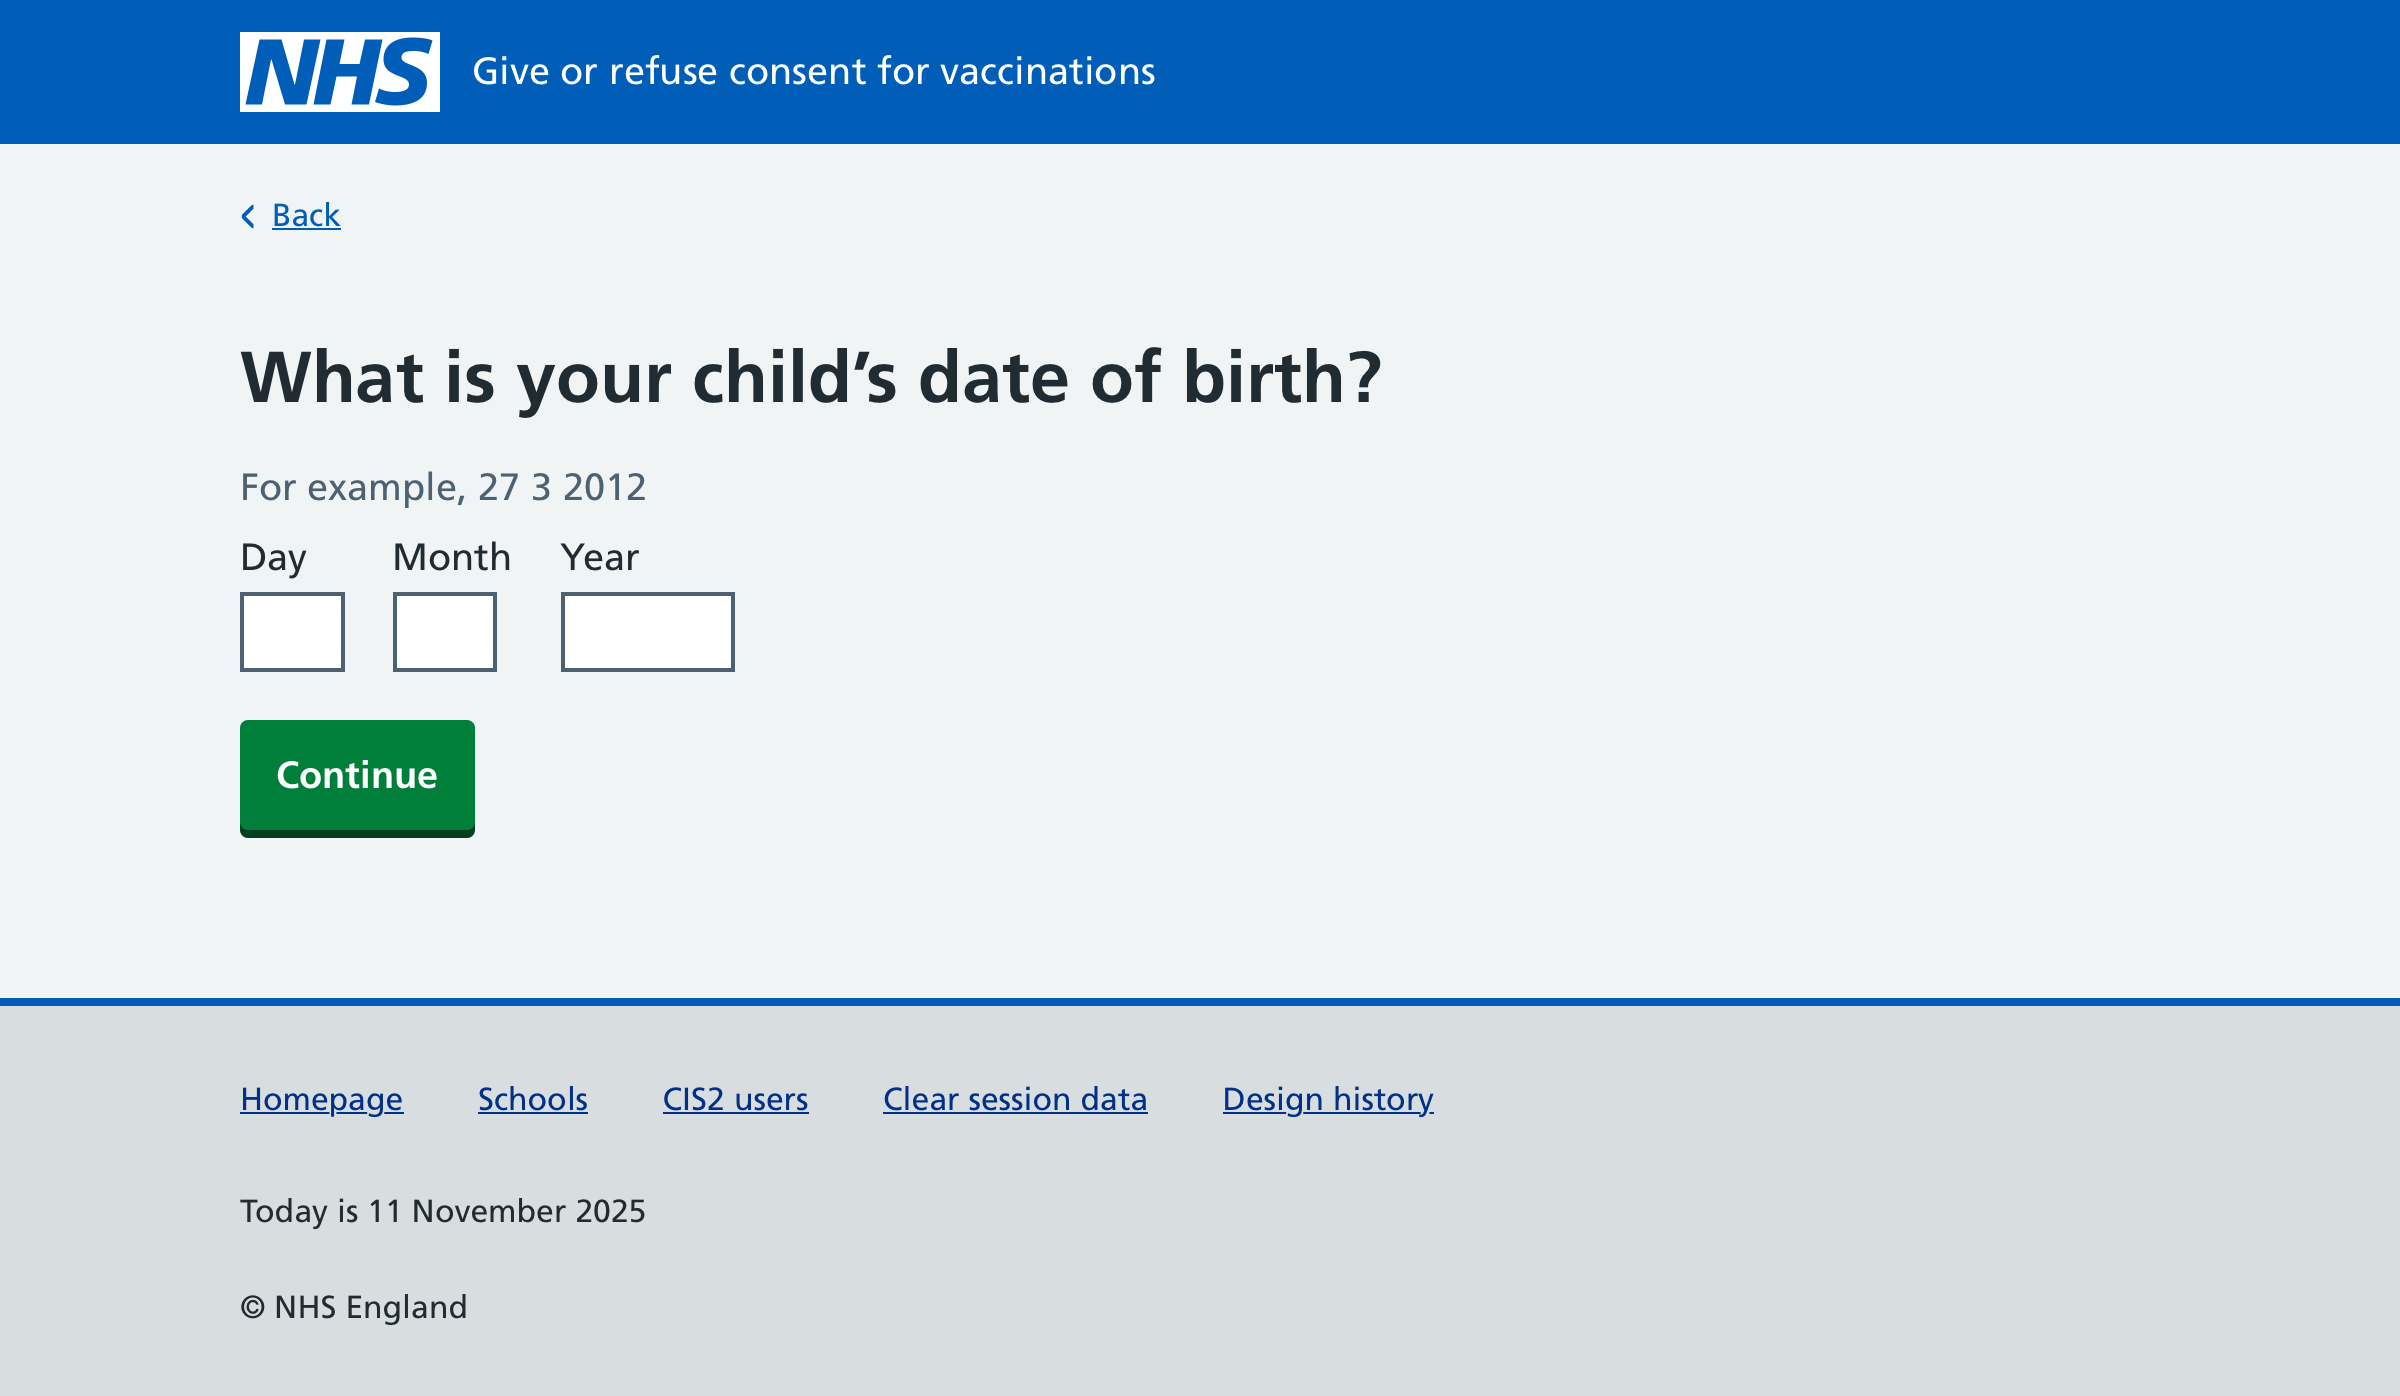 NHS Give or refuse consent for vaccinations
Back
What is your child’s date of birth?
For example, 27 3 2012
Day Month Year
Continue
Homepage Schools CIS2 users Clear session data Design history
Today is 11 November 2025
© NHS England